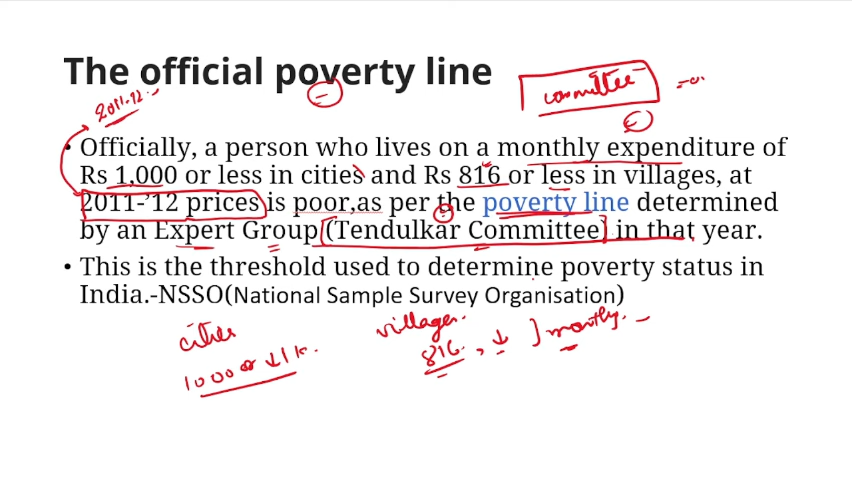 The official poverty line
committee
2011-12
• Officially, a person who lives on a monthly expenditure of
Rs 1,000 or less in cities and Rs 816 or less in villages, at
2011-'12 prices is poor,as per the poverty line determined
by an Expert Group (Tendulkar Committee) in that year.
• This is the threshold used to determine poverty status in
India.-NSSO(National Sample Survey Organisation)
cities
villages.
1000 or ↓
816, ↓ } monthly.